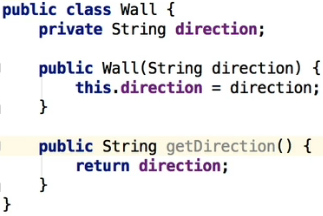 public class Wall {
    private String direction;

    public Wall(String direction) {
        this.direction = direction;
    }

    public String getDirection() {
        return direction;
    }
}